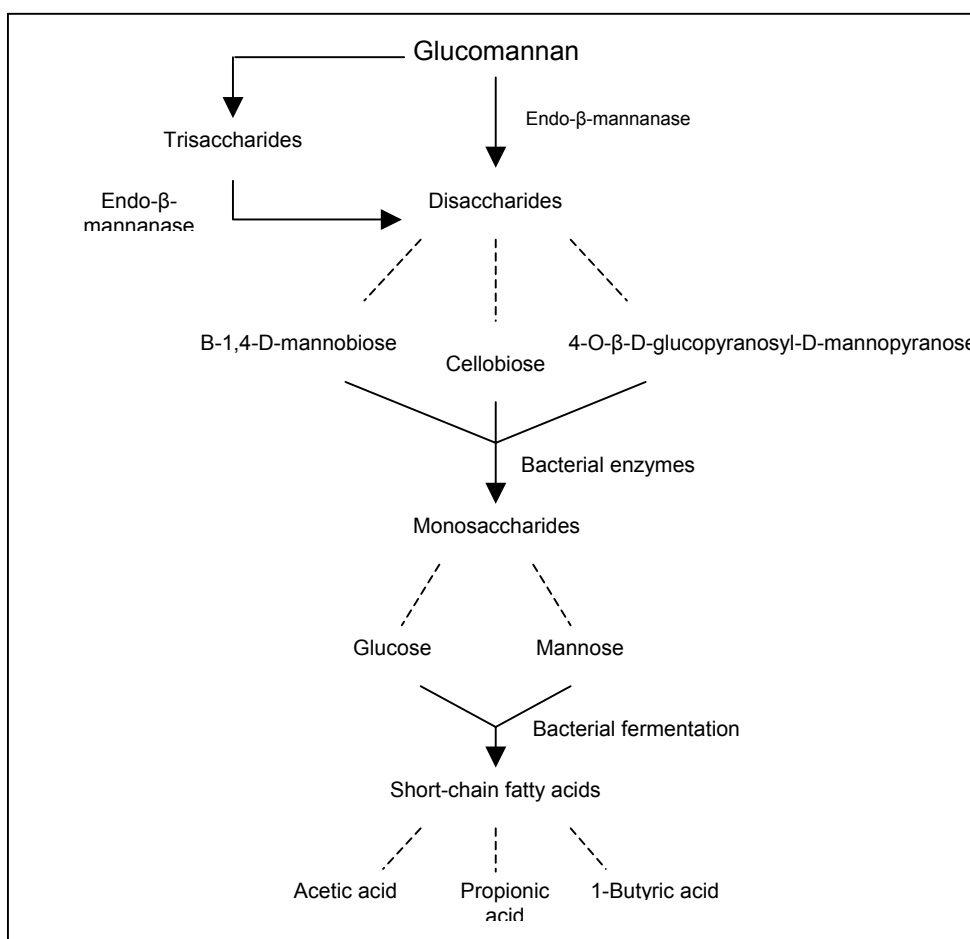 Glucomannan
Endo-β-mannanase
Trisaccharides
Endo-β-
mannanase
Disaccharides
B-1,4-D-mannobiose
Cellobiose
4-O-β-D-glucopyranosyl-D-mannopyranose
Bacterial enzymes
Monosaccharides
Glucose
Mannose
Bacterial fermentation
Short-chain fatty acids
Acetic acid
Propionic
acid
1-Butyric acid